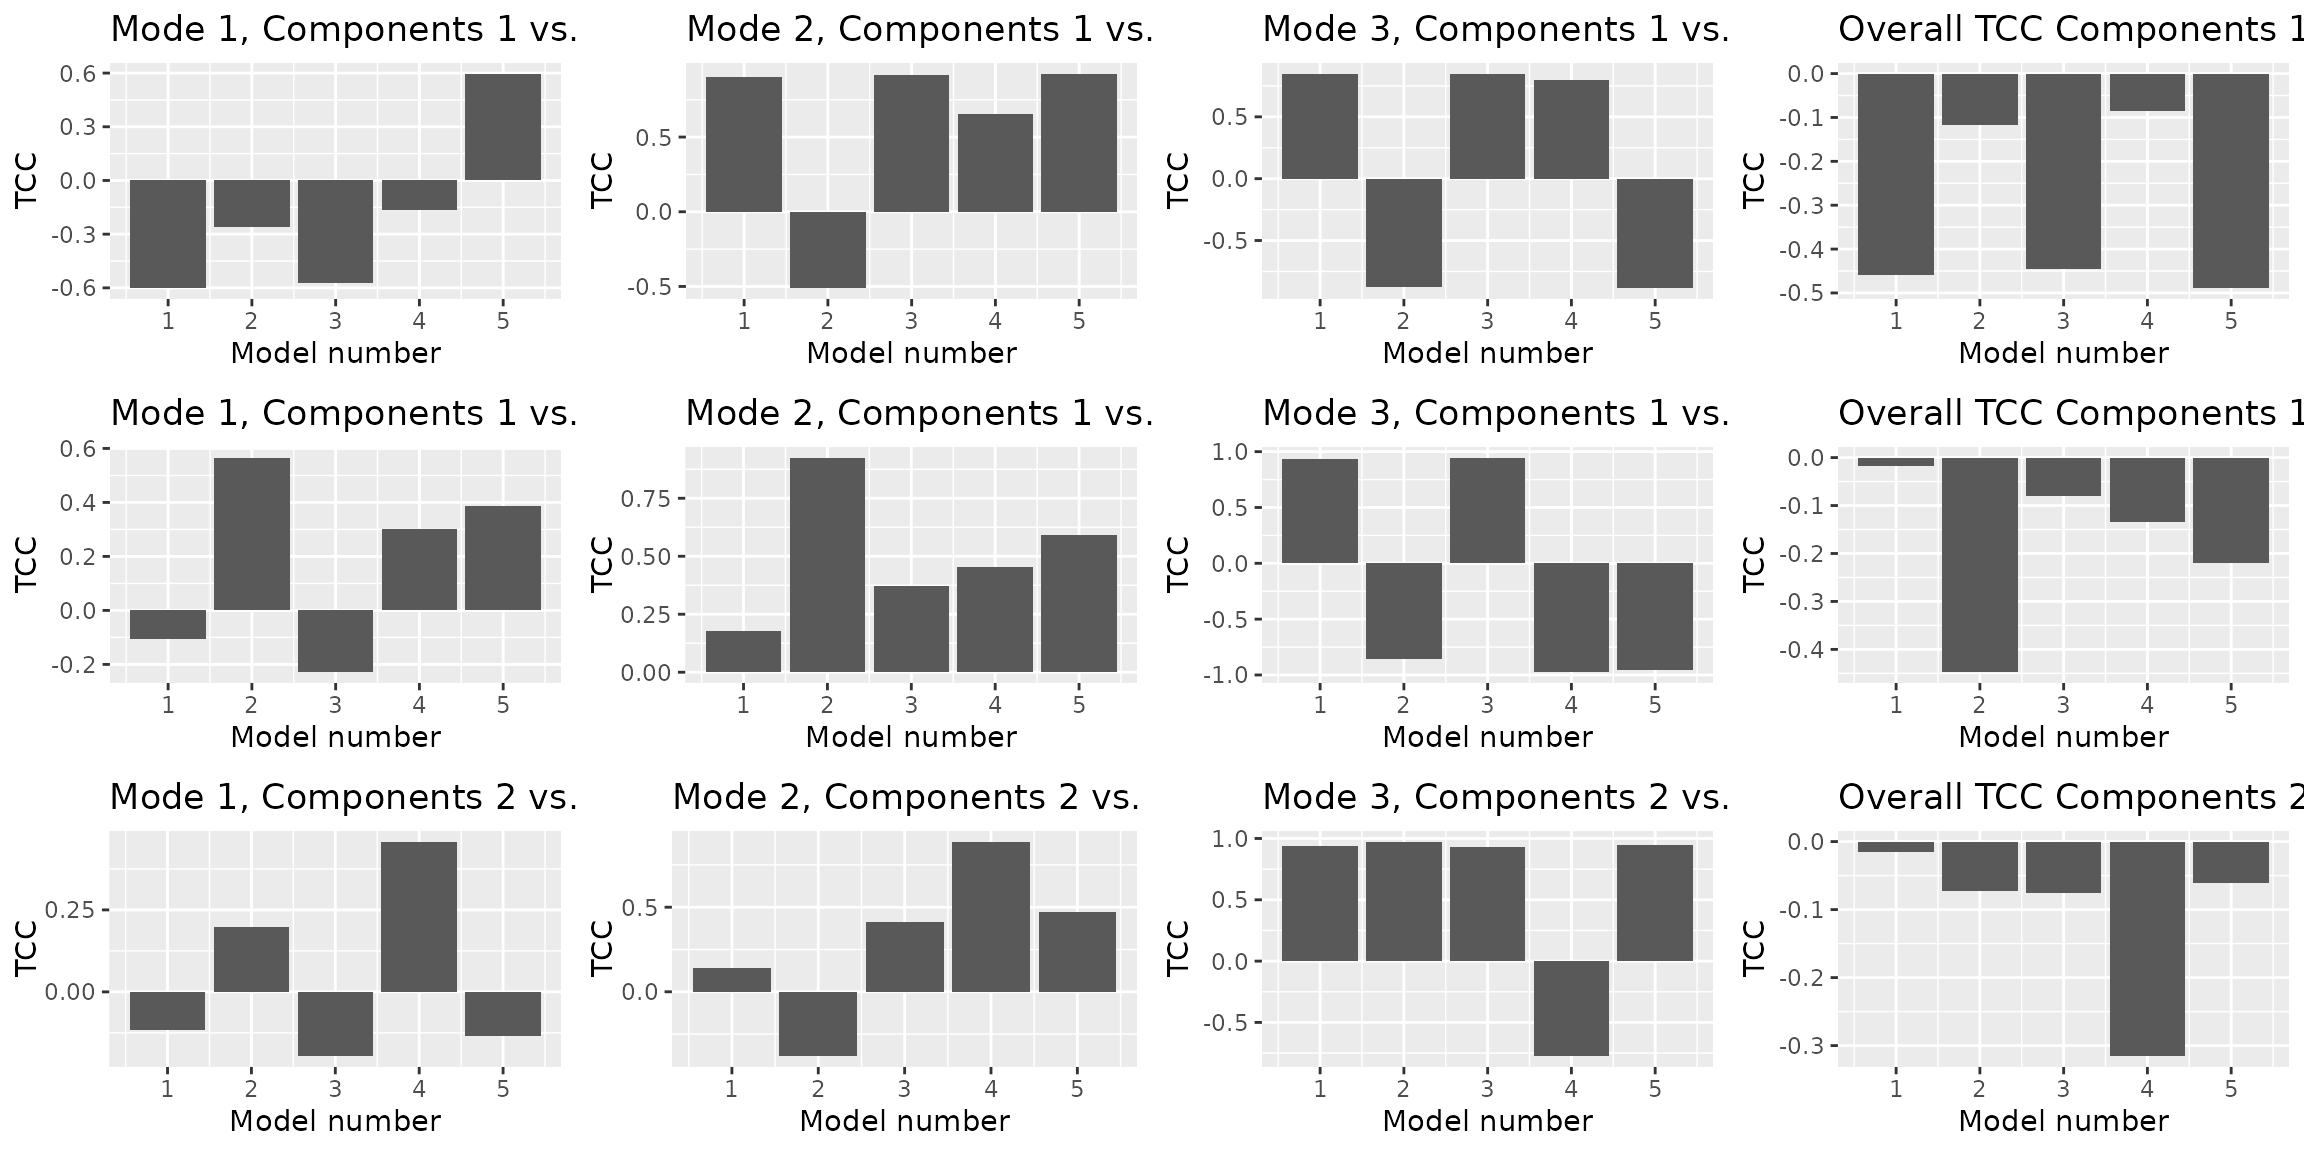 Mode 1, Components 1 vs.
0.6
0.3
0.0
-0.3
-0.6
TCC
1 2 3 4 5
Model number
Mode 2, Components 1 vs.
0.5
0.0
-0.5
TCC
1 2 3 4 5
Model number
Mode 3, Components 1 vs.
0.5
0.0
-0.5
TCC
1 2 3 4 5
Model number
Overall TCC Components 1
0.0
-0.1
-0.2
-0.3
-0.4
-0.5
TCC
1 2 3 4 5
Model number
Mode 1, Components 1 vs.
0.6
0.4
0.2
0.0
-0.2
TCC
1 2 3 4 5
Model number
Mode 2, Components 1 vs.
0.75
0.50
0.25
0.00
TCC
1 2 3 4 5
Model number
Mode 3, Components 1 vs.
1.0
0.5
0.0
-0.5
-1.0
TCC
1 2 3 4 5
Model number
Overall TCC Components 1
0.0
-0.1
-0.2
-0.3
-0.4
TCC
1 2 3 4 5
Model number
Mode 1, Components 2 vs.
0.25
0.00
TCC
1 2 3 4 5
Model number
Mode 2, Components 2 vs.
0.5
0.0
TCC
1 2 3 4 5
Model number
Mode 3, Components 2 vs.
1.0
0.5
0.0
-0.5
TCC
1 2 3 4 5
Model number
Overall TCC Components 2
0.0
-0.1
-0.2
-0.3
TCC
1 2 3 4 5
Model number